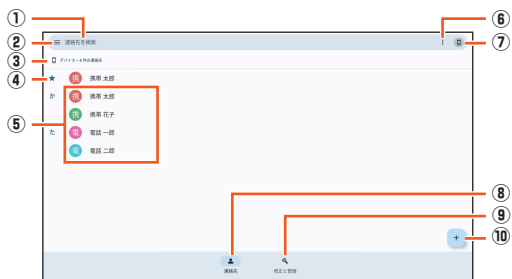 ①
⑥
② 連絡先を検索
⑦
③ デバイス・4 件の連絡先
④ ★ 携 携帯 太郎
か 携 携帯 太郎
携 携帯 花子
⑤
た 電 電話 一郎
電 電話 二郎
⑧
⑨
+
⑩
連絡先 修正と管理